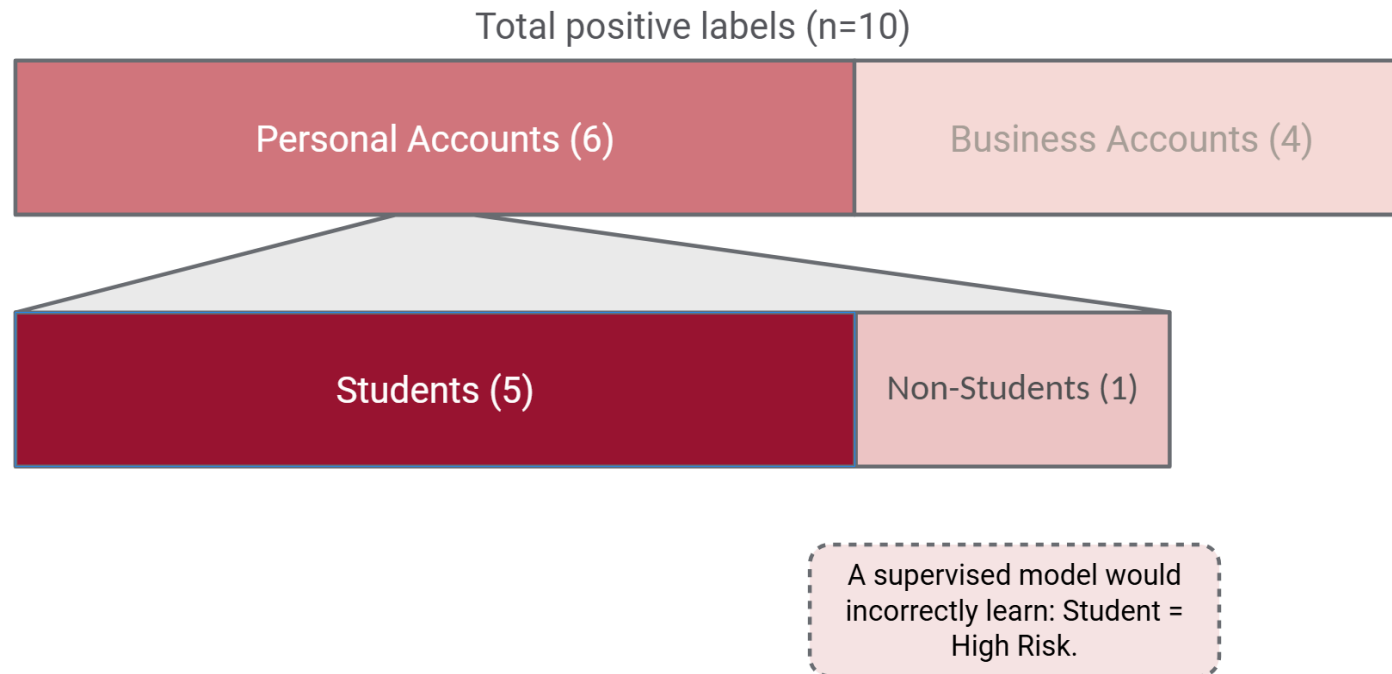 Total positive labels (n=10)
Personal Accounts (6)
Business Accounts (4)
Students (5)
Non-Students (1)
A supervised model would
incorrectly learn: Student =
High Risk.